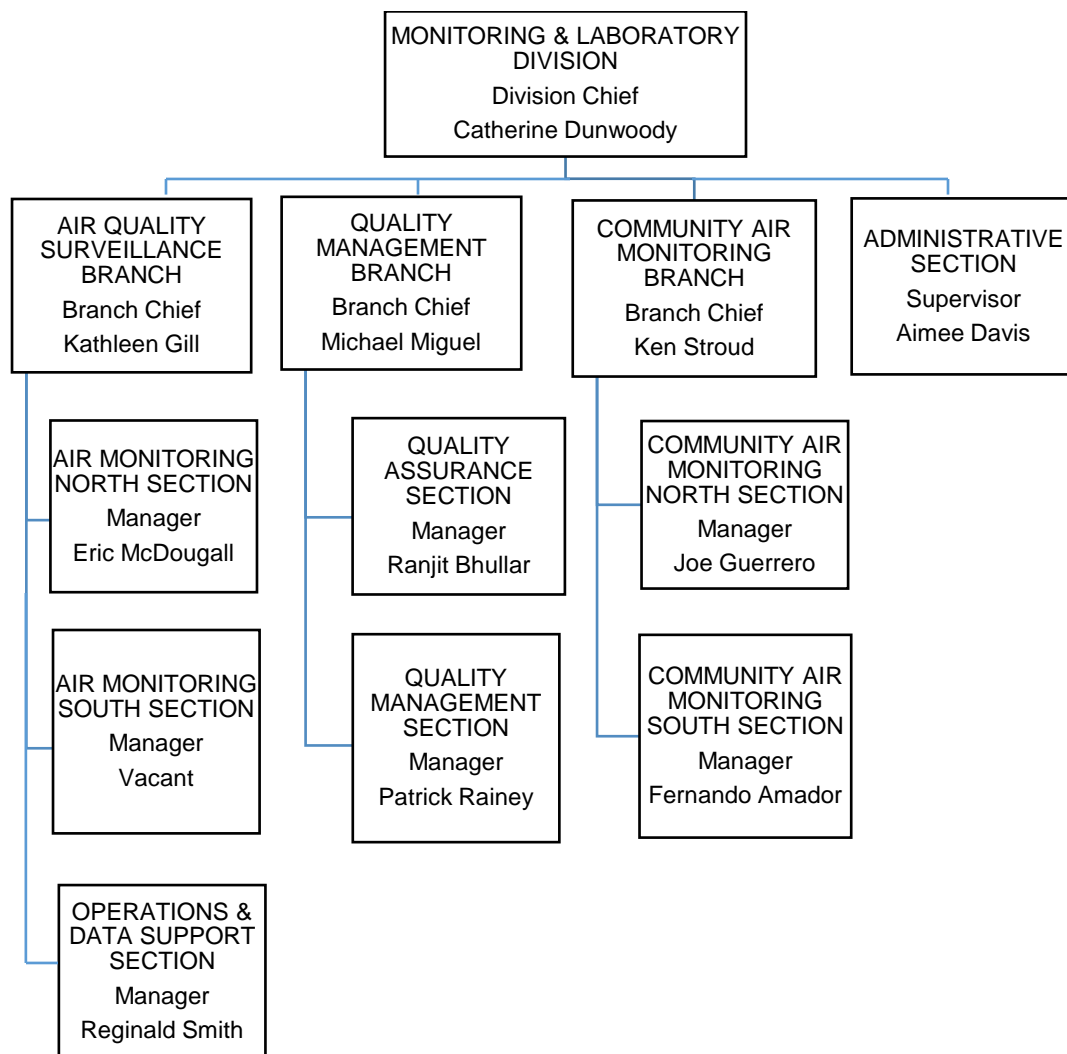 MONITORING & LABORATORY
DIVISION
Division Chief
Catherine Dunwoody
AIR QUALITY
SURVEILLANCE
BRANCH
Branch Chief
Kathleen Gill
QUALITY
MANAGEMENT
BRANCH
Branch Chief
Michael Miguel
COMMUNITY AIR
MONITORING
BRANCH
Branch Chief
Ken Stroud
ADMINISTRATIVE
SECTION
Supervisor
Aimee Davis
AIR MONITORING
NORTH SECTION
Manager
Eric McDougall
QUALITY
ASSURANCE
SECTION
Manager
Ranjit Bhullar
COMMUNITY AIR
MONITORING
NORTH SECTION
Manager
Joe Guerrero
AIR MONITORING
SOUTH SECTION
Manager
Vacant
QUALITY
MANAGEMENT
SECTION
Manager
Patrick Rainey
COMMUNITY AIR
MONITORING
SOUTH SECTION
Manager
Fernando Amador
OPERATIONS &
DATA SUPPORT
SECTION
Manager
Reginald Smith